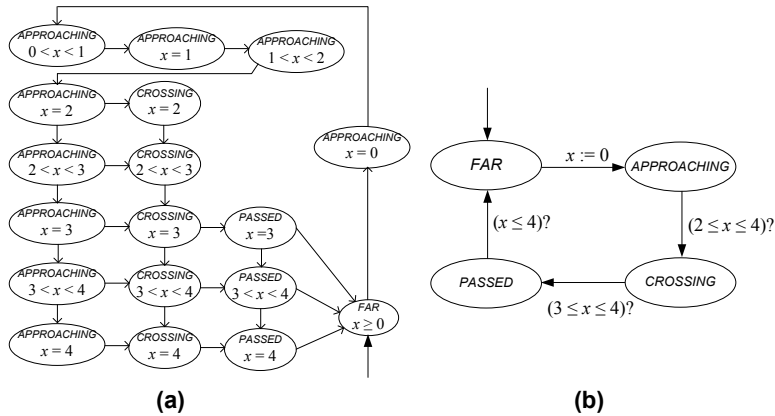 APPROACHING
0 < x < 1
APPROACHING
x = 1
APPROACHING
1 < x < 2
APPROACHING
x = 2
CROSSING
x = 2
APPROACHING
x = 0
APPROACHING
2 < x < 3
CROSSING
2 < x < 3
APPROACHING
x = 3
CROSSING
x = 3
PASSED
x =3
APPROACHING
3 < x < 4
CROSSING
3 < x < 4
PASSED
3 < x < 4
FAR
x ≥ 0
APPROACHING
x = 4
CROSSING
x = 4
PASSED
x = 4
(a)
FAR
x := 0
APPROACHING
(x ≤ 4)?
(2 ≤ x ≤ 4)?
PASSED
CROSSING
(3 ≤ x ≤ 4)?
(b)